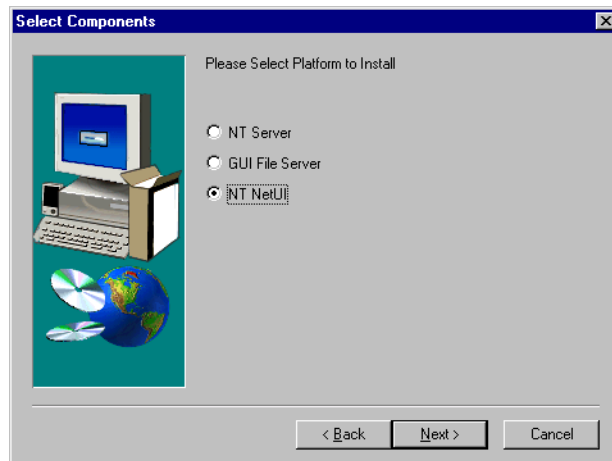 Select Components
Please Select Platform to Install
NT Server
GUI File Server
NT NetUI
< Back
Next >
Cancel